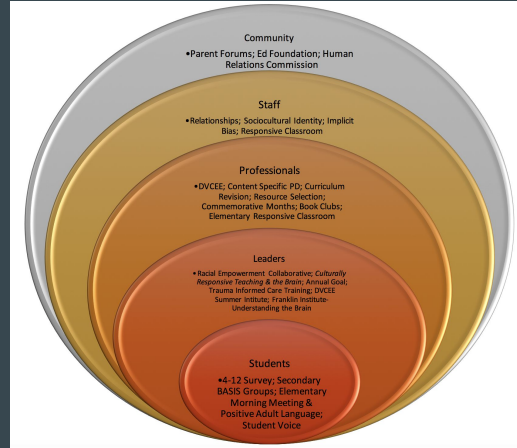 Community
•Parent Forums; Ed Foundation; Human
Relations Commission
Staff
•Relationships; Sociocultural Identity; Implicit
Bias; Responsive Classroom
Professionals
•DVCEE; Content Specific PD; Curriculum
Revision; Resource Selection;
Commemorative Months; Book Clubs;
Elementary Responsive Classroom
Leaders
•Racial Empowerment Collaborative; Culturally
Responsive Teaching & the Brain; Annual Goal;
Trauma Informed Care Training; DVCEE
Summer Intitute; Franklin Institute-
Understanding the Brain
Students
•4-12 Survey; Secondary
BASIS Groups; Elementary
Morning Meeting &
Positive Adult Language;
Student Voice